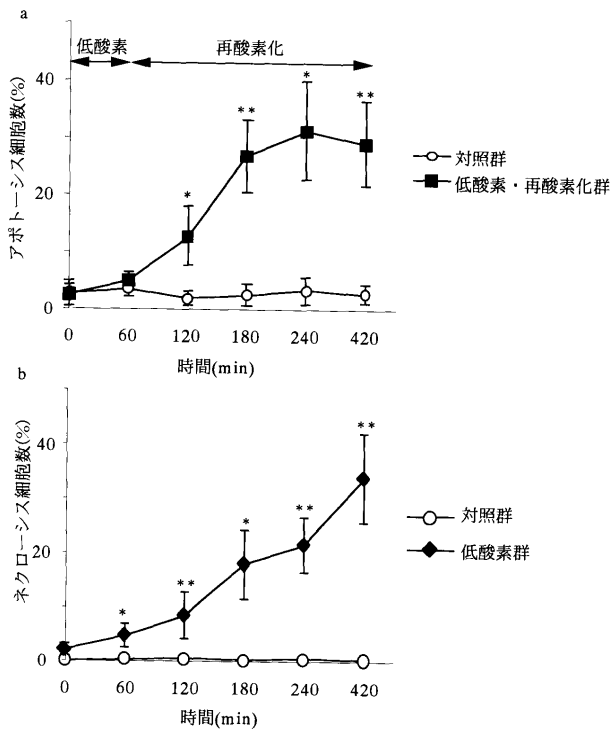 a
低酸素 再酸素化
アポトーシス細胞数(%)
40
20
0
* ** * **
0 60 120 180 240 420
時間(min)
対照群
低酸素・再酸素化群
b
ネクローシス細胞数(%)
40
20
0
* ** * ** **
0 60 120 180 240 420
時間(min)
対照群
低酸素群